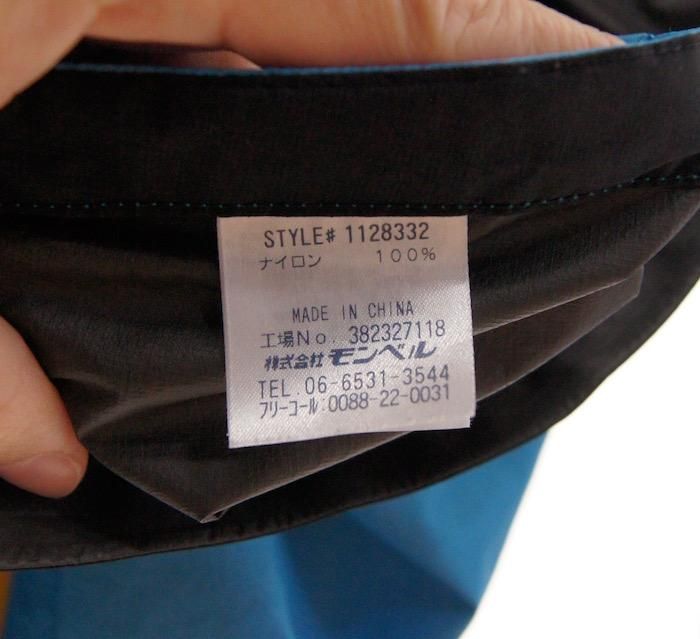 STYLE# 1128332
ナイロン 100%
MADE IN CHINA
工場No. 382327118
株式会社 モンベル
TEL.06-6531-3544
フリーコール:0088-22-0031